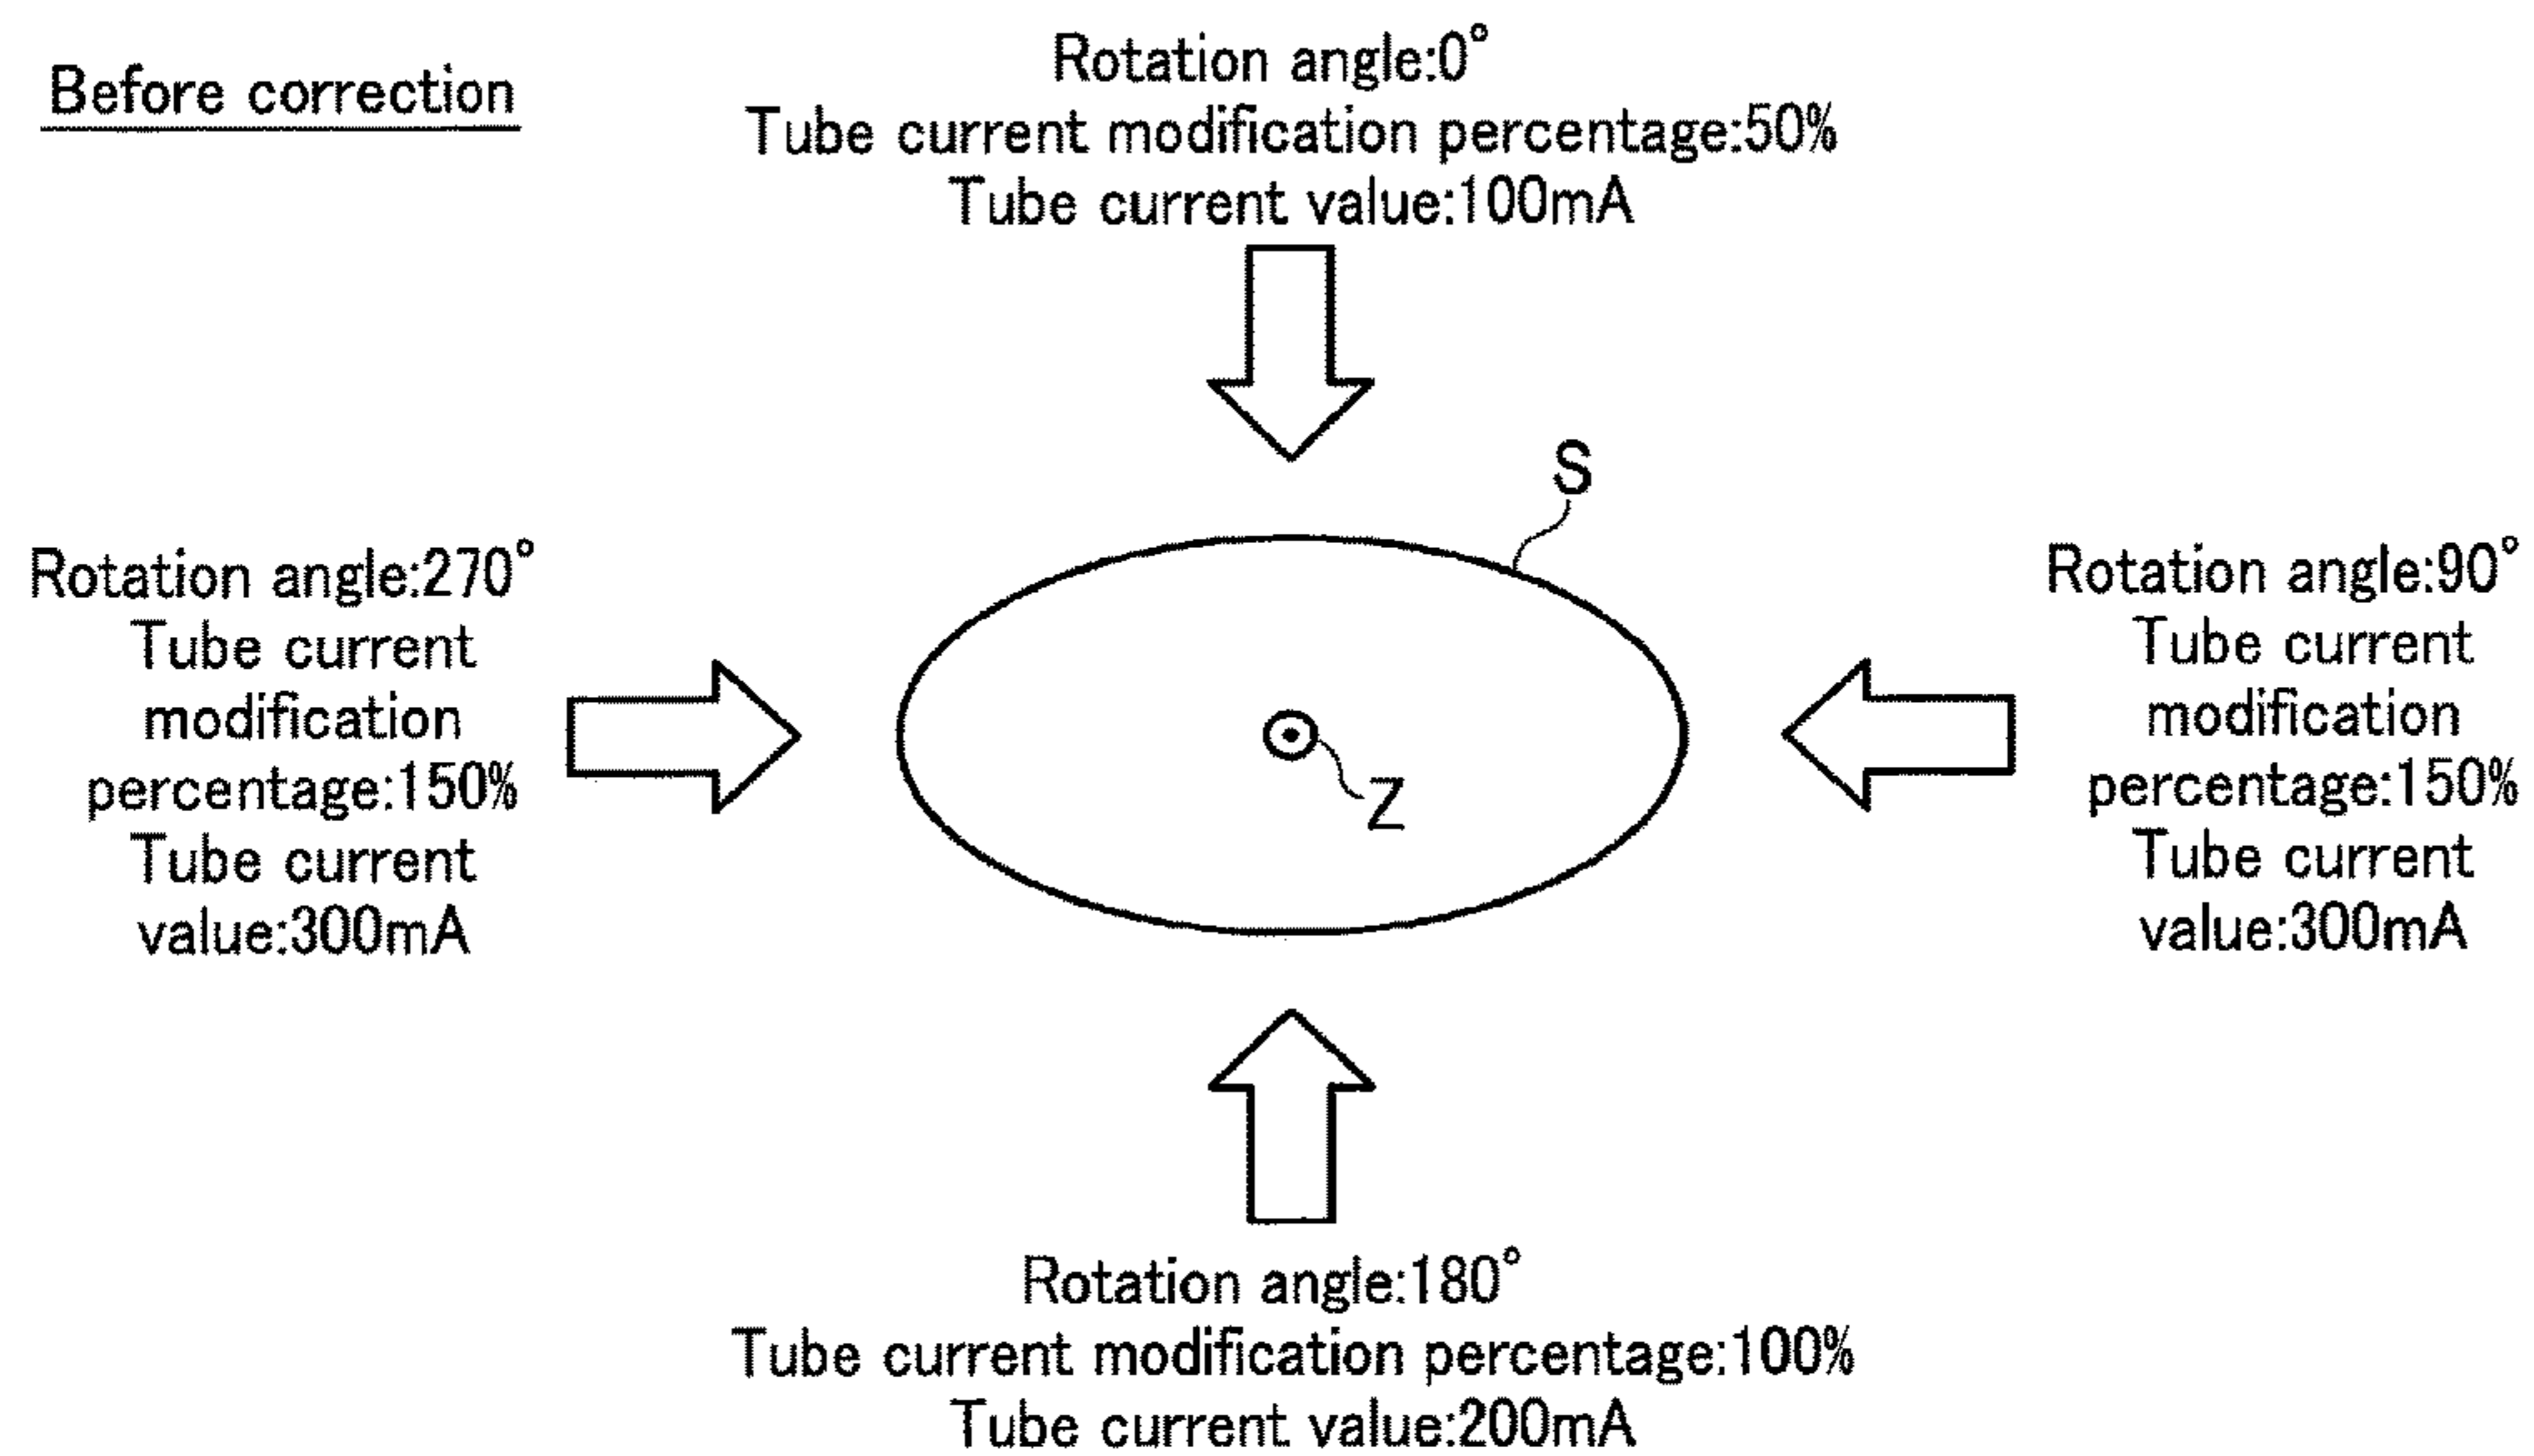 Before correction
Rotation angle:0°
Tube current modification percentage:50%
Tube current value:100mA
S
Rotation angle:270°
Tube current
modification
percentage:150%
Tube current
value:300mA
Z
Rotation angle:90°
Tube current
modification
percentage:150%
Tube current
value:300mA
Rotation angle:180°
Tube current modification percentage:100%
Tube current value:200mA